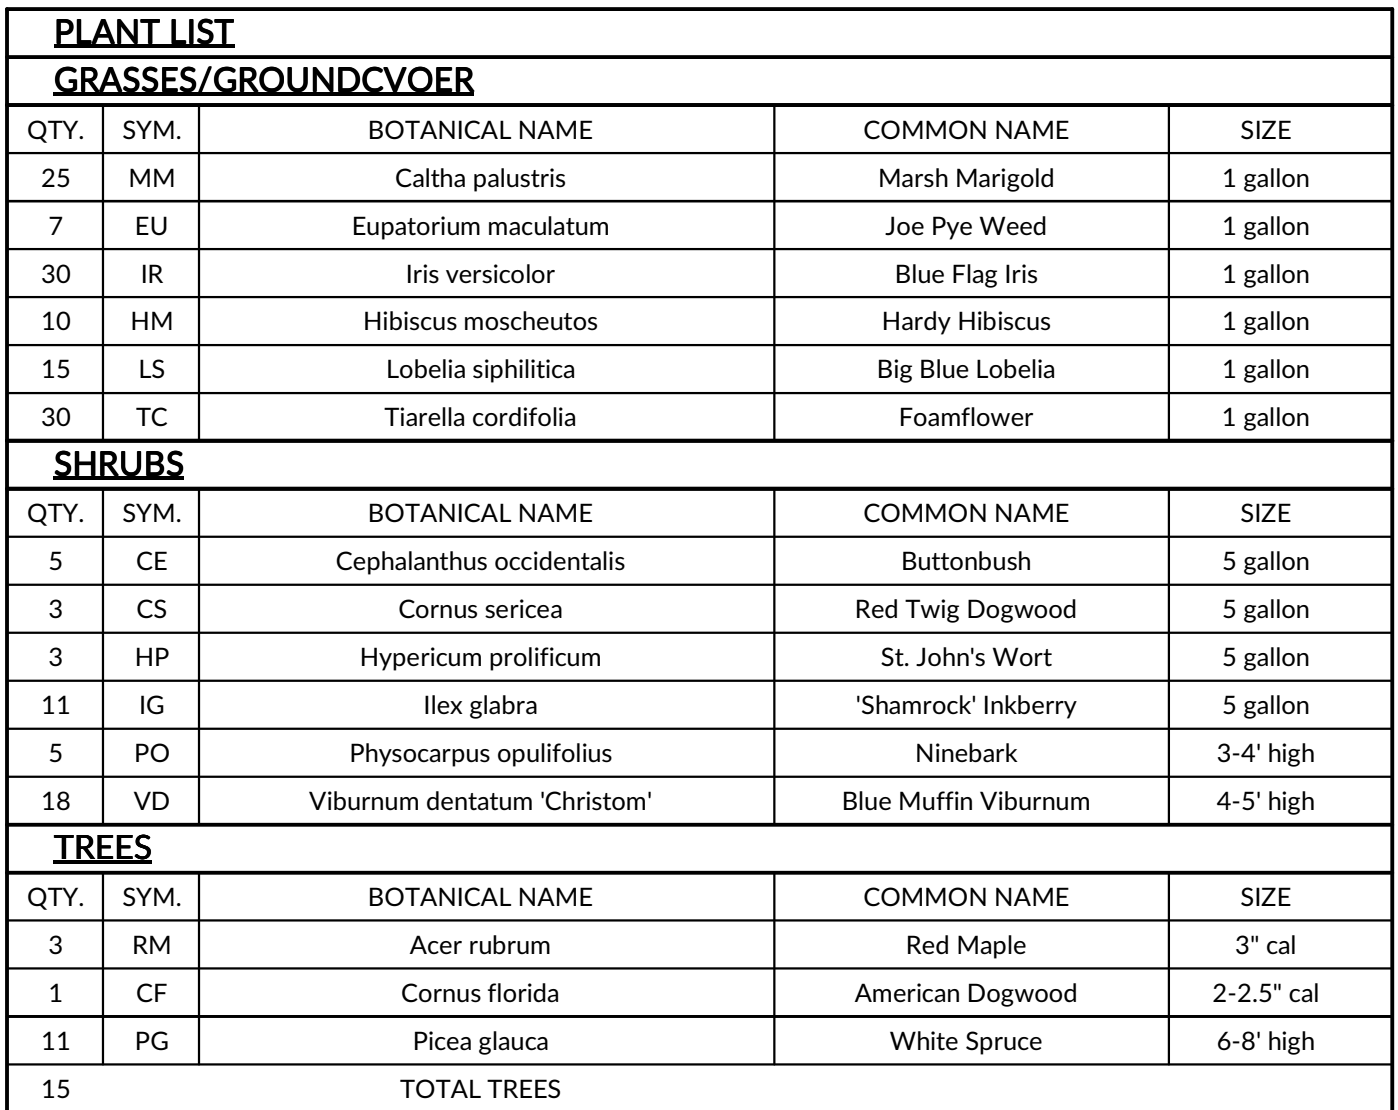 PLANT LIST
GRASSES/GROUNDCVOER
QTY. SYM. BOTANICAL NAME COMMON NAME SIZE
25 MM Caltha palustris Marsh Marigold 1 gallon
7 EU Eupatorium maculatum Joe Pye Weed 1 gallon
30 IR Iris versicolor Blue Flag Iris 1 gallon
10 HM Hibiscus moscheutos Hardy Hibiscus 1 gallon
15 LS Lobelia siphilitica Big Blue Lobelia 1 gallon
30 TC Tiarella cordifolia Foamflower 1 gallon
SHRUBS
QTY. SYM. BOTANICAL NAME COMMON NAME SIZE
5 CE Cephalanthus occidentalis Buttonbush 5 gallon
3 CS Cornus sericea Red Twig Dogwood 5 gallon
3 HP Hypericum prolificum St. John's Wort 5 gallon
11 IG Ilex glabra 'Shamrock' Inkberry 5 gallon
5 PO Physocarpus opulifolius Ninebark 3-4' high
18 VD Viburnum dentatum 'Christom' Blue Muffin Viburnum 4-5' high
TREES
QTY. SYM. BOTANICAL NAME COMMON NAME SIZE
3 RM Acer rubrum Red Maple 3" cal
1 CF Cornus florida American Dogwood 2-2.5" cal
11 PG Picea glauca White Spruce 6-8' high
15 TOTAL TREES